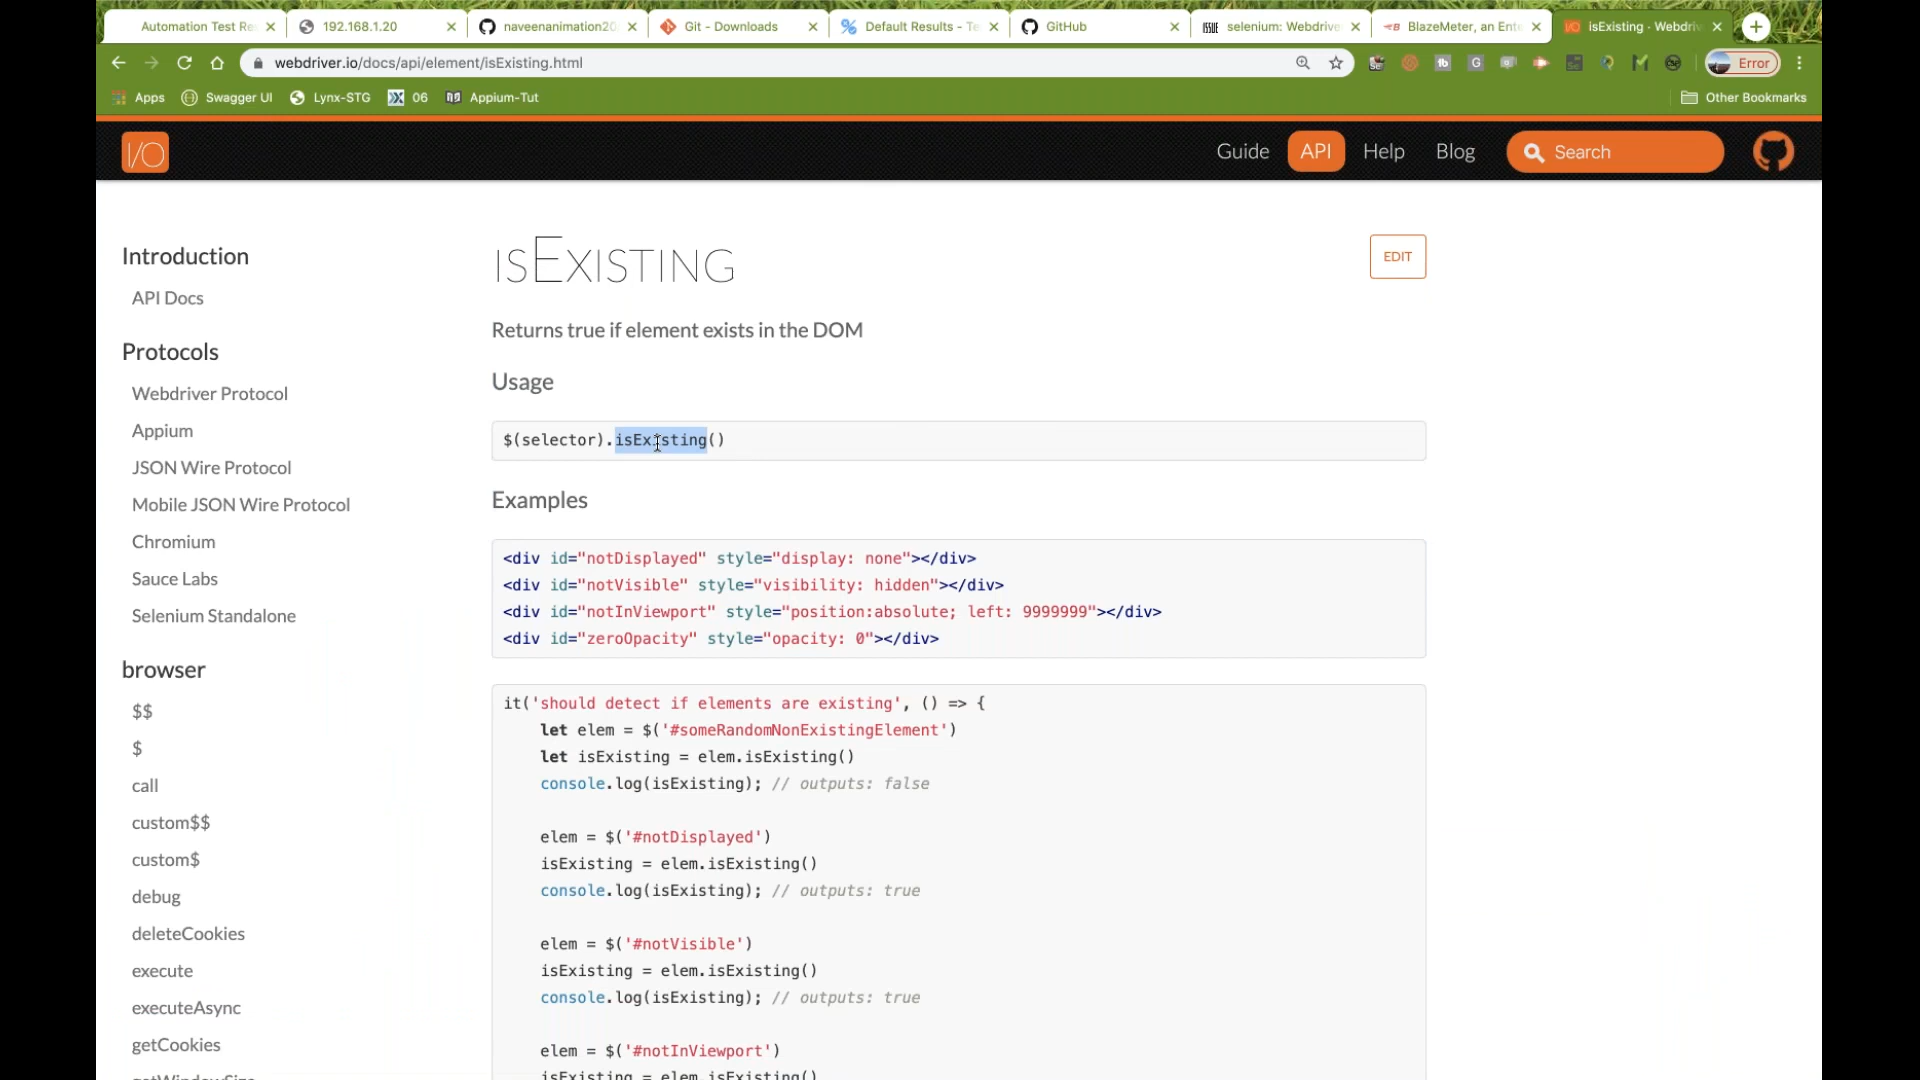 Automation Test Re
192.168.1.20
naveenanimation20
Git - Downloads
Default Results - Te
GitHub
selenium: Webdrive
BlazeMeter, an Ente
isExisting · Webdriv
webdriver.io/docs/api/element/isExisting.html
Error
Apps
Swagger UI
Lynx-STG
06
Appium-Tut
Other Bookmarks
I/O
Guide
API
Help
Blog
Search
Introduction
API Docs
Protocols
Webdriver Protocol
Appium
JSON Wire Protocol
Mobile JSON Wire Protocol
Chromium
Sauce Labs
Selenium Standalone
browser
$$
$
call
custom$$
custom$
debug
deleteCookies
execute
executeAsync
getCookies
getWindowSize
isExisting
EDIT
Returns true if element exists in the DOM
Usage
$(selector).isExisting()
Examples
<div id="notDisplayed" style="display: none"></div>
<div id="notVisible" style="visibility: hidden"></div>
<div id="notInViewport" style="position:absolute; left: 9999999"></div>
<div id="zeroOpacity" style="opacity: 0"></div>
it('should detect if elements are existing', () => {
let elem = $('#someRandomNonExistingElement')
let isExisting = elem.isExisting()
console.log(isExisting); // outputs: false
elem = $('#notDisplayed')
isExisting = elem.isExisting()
console.log(isExisting); // outputs: true
elem = $('#notVisible')
isExisting = elem.isExisting()
console.log(isExisting); // outputs: true
elem = $('#notInViewport')
isExisting = elem.isExisting()